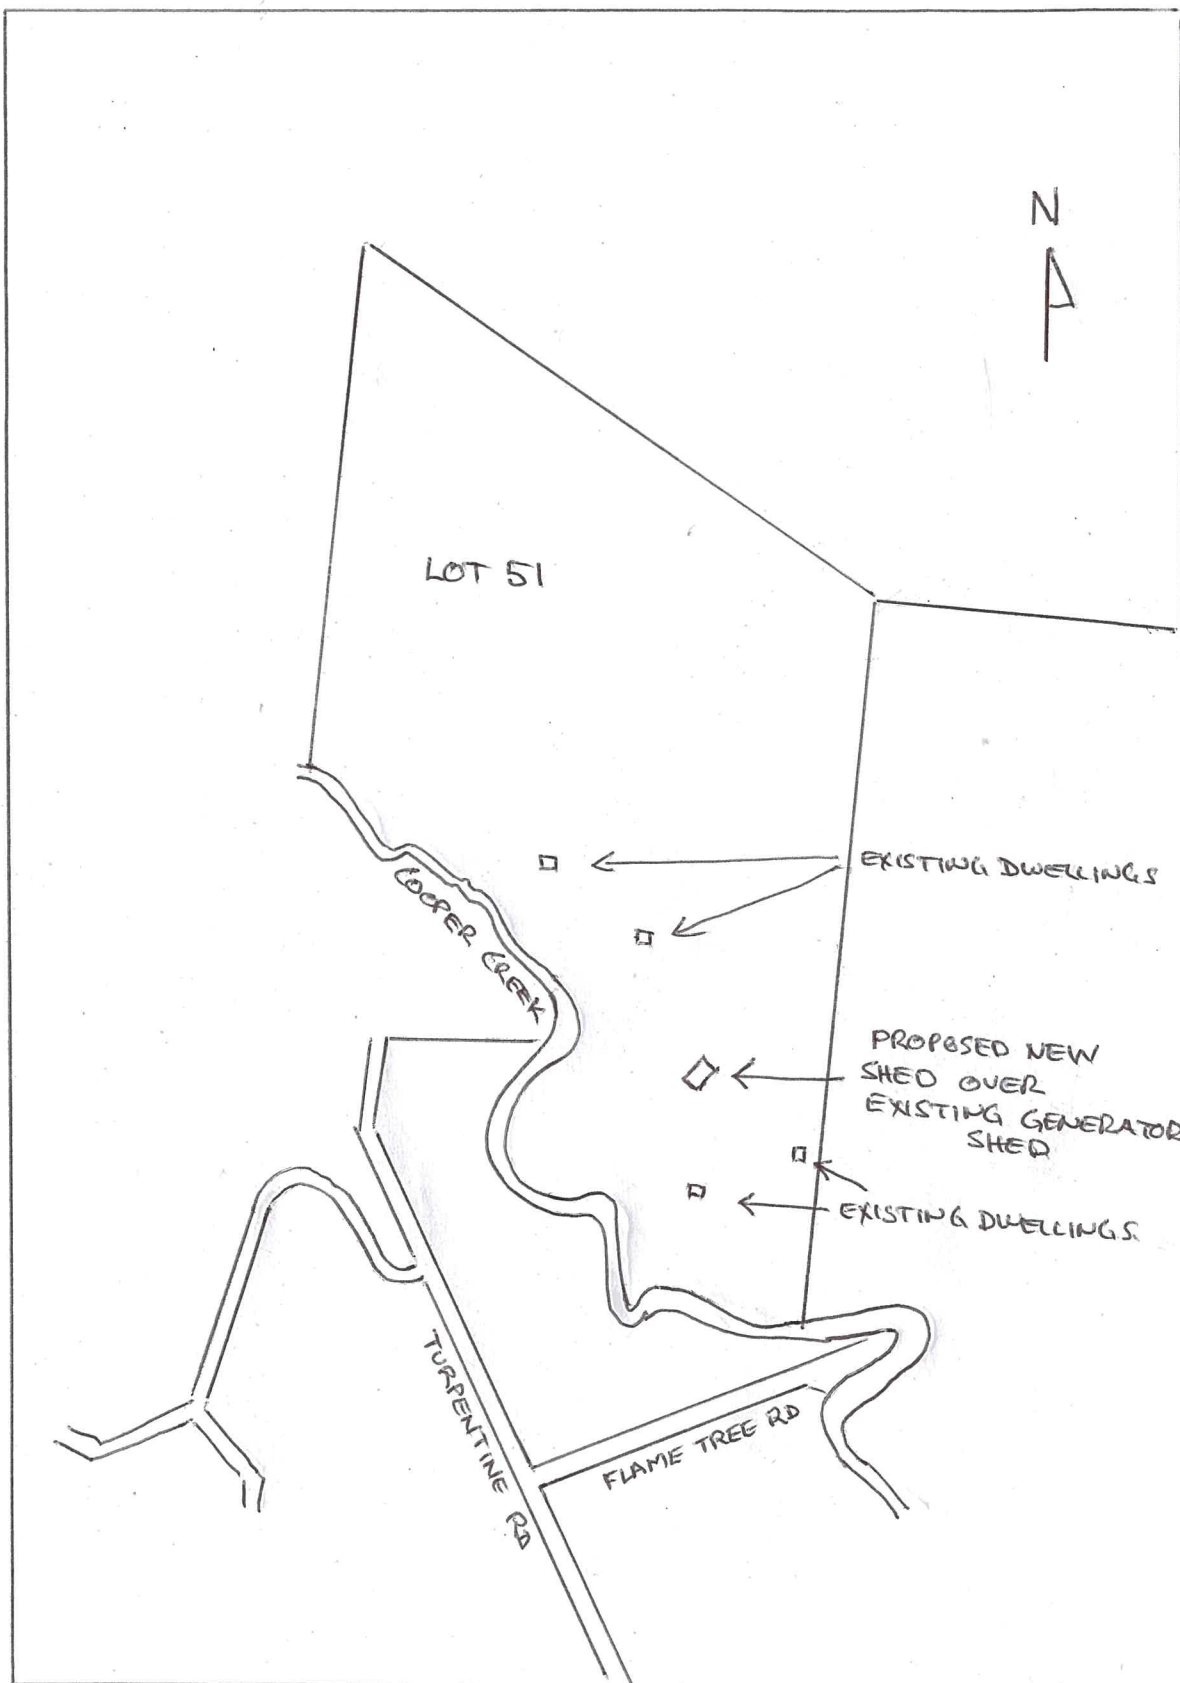 N
LOT 51
EXISTING DWELLINGS
COOPER CREEK
PROPOSED NEW
SHED OVER
EXISTING GENERATOR
SHED
EXISTING DWELLINGS.
TURPENTINE RD
FLAME TREE RD